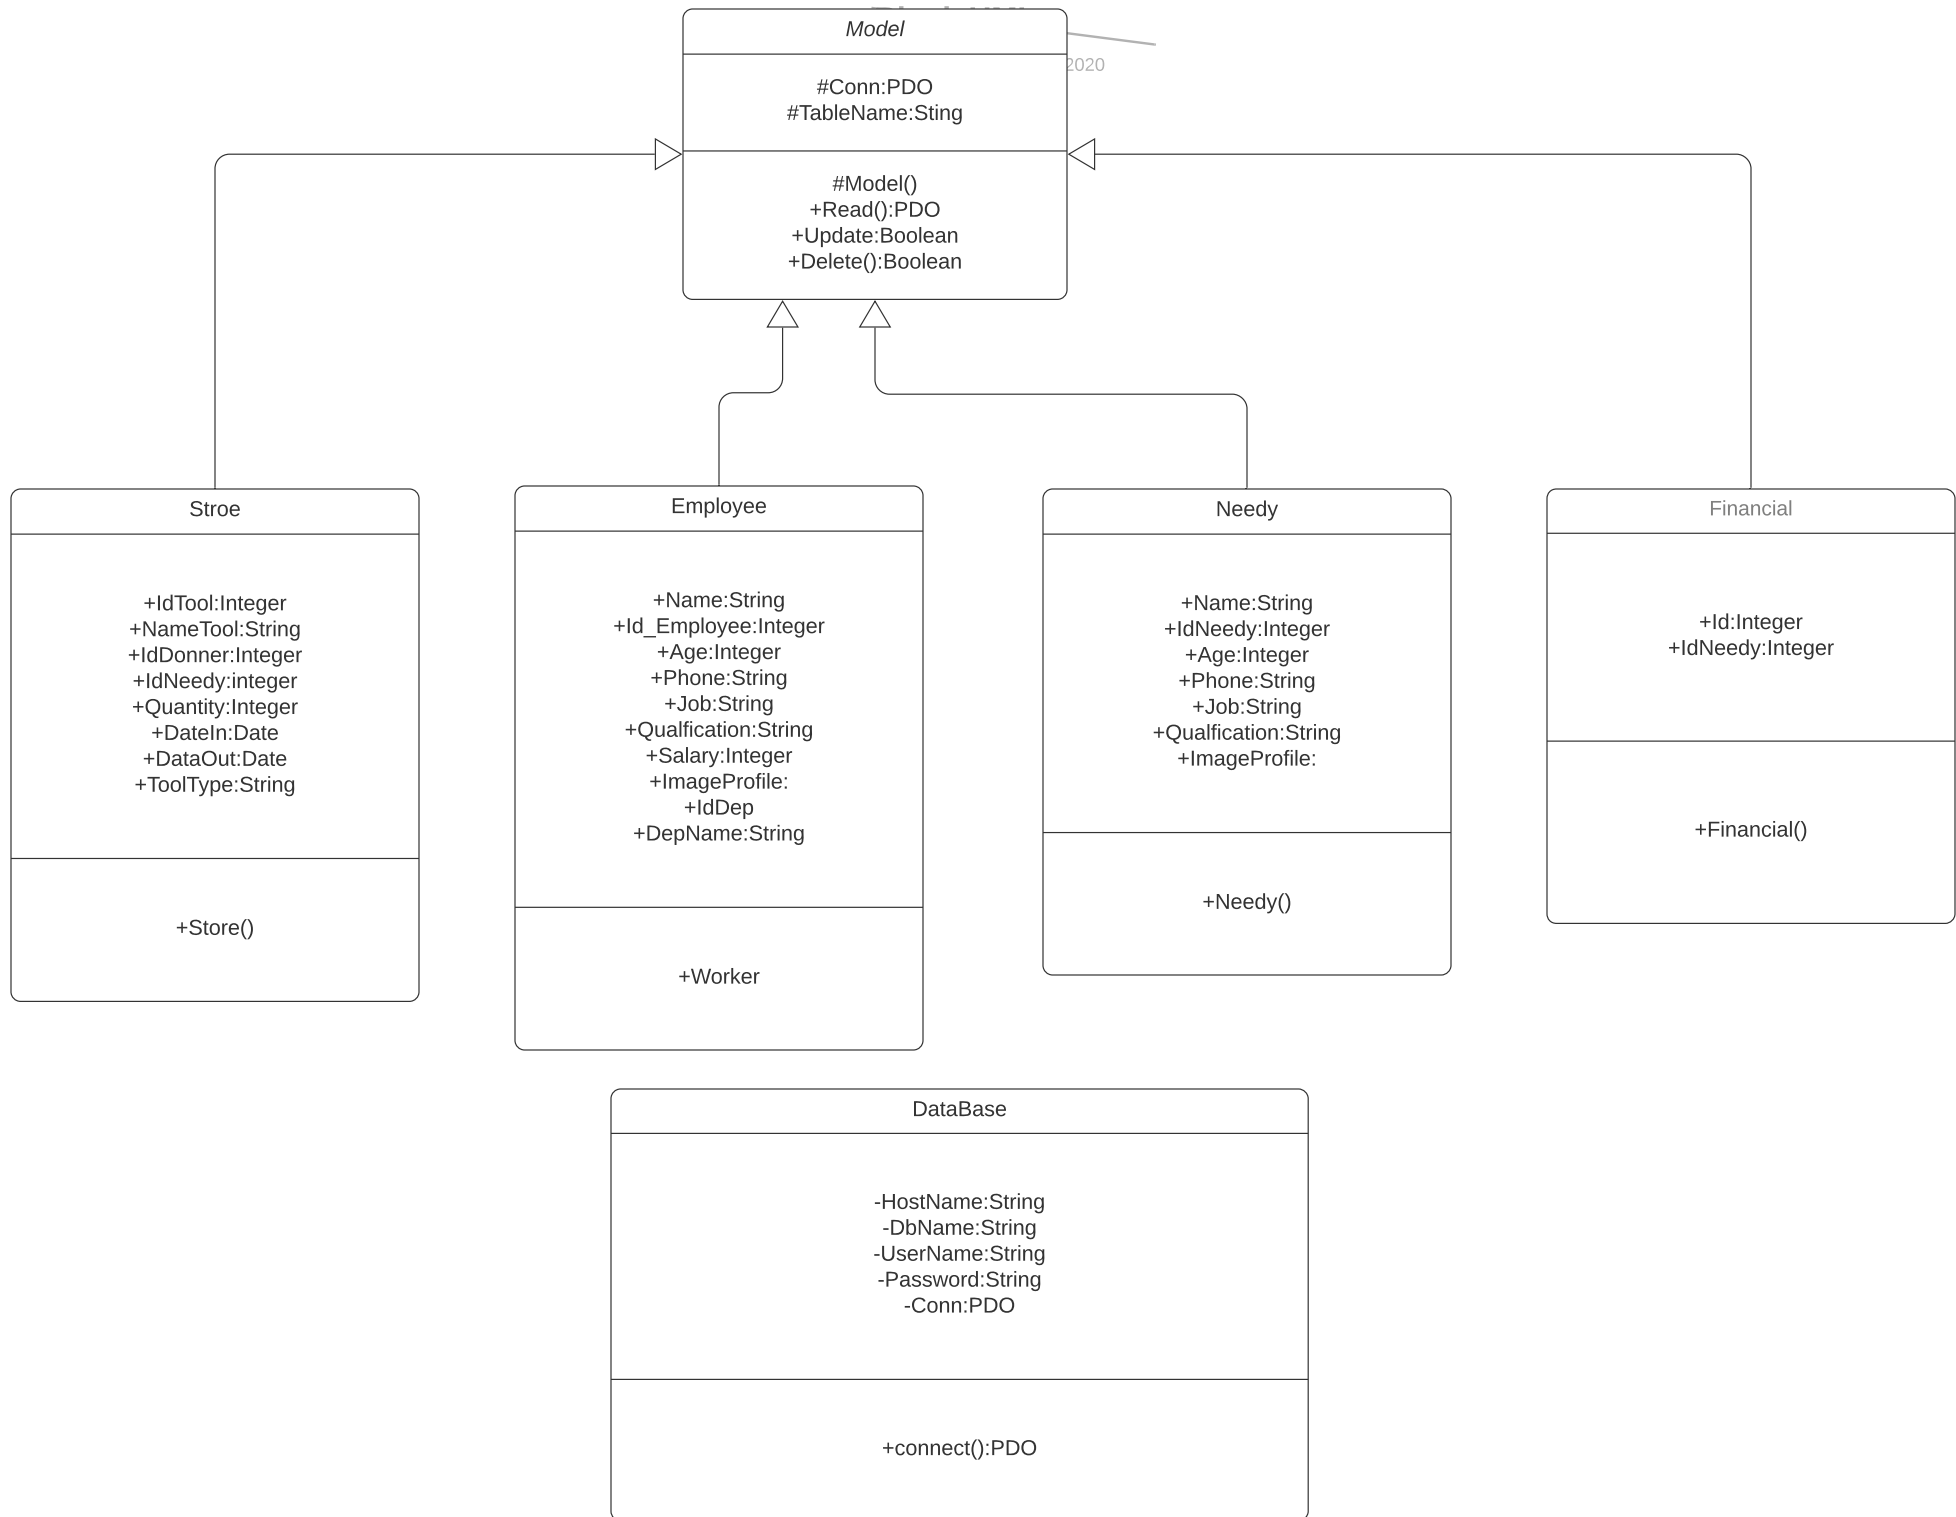 Model
2020
#Conn:PDO
#TableName:Sting
#Model()
+Read():PDO
+Update:Boolean
+Delete():Boolean
Stroe
+IdTool:Integer
+NameTool:String
+IdDonner:Integer
+IdNeedy:integer
+Quantity:Integer
+DateIn:Date
+DataOut:Date
+ToolType:String
+Store()
Employee
+Name:String
+Id_Employee:Integer
+Age:Integer
+Phone:String
+Job:String
+Qualfication:String
+Salary:Integer
+ImageProfile:
+IdDep
+DepName:String
+Worker
Needy
+Name:String
+IdNeedy:Integer
+Age:Integer
+Phone:String
+Job:String
+Qualfication:String
+ImageProfile:
+Needy()
Financial
+Id:Integer
+IdNeedy:Integer
+Financial()
DataBase
-HostName:String
-DbName:String
-UserName:String
-Password:String
-Conn:PDO
+connect():PDO